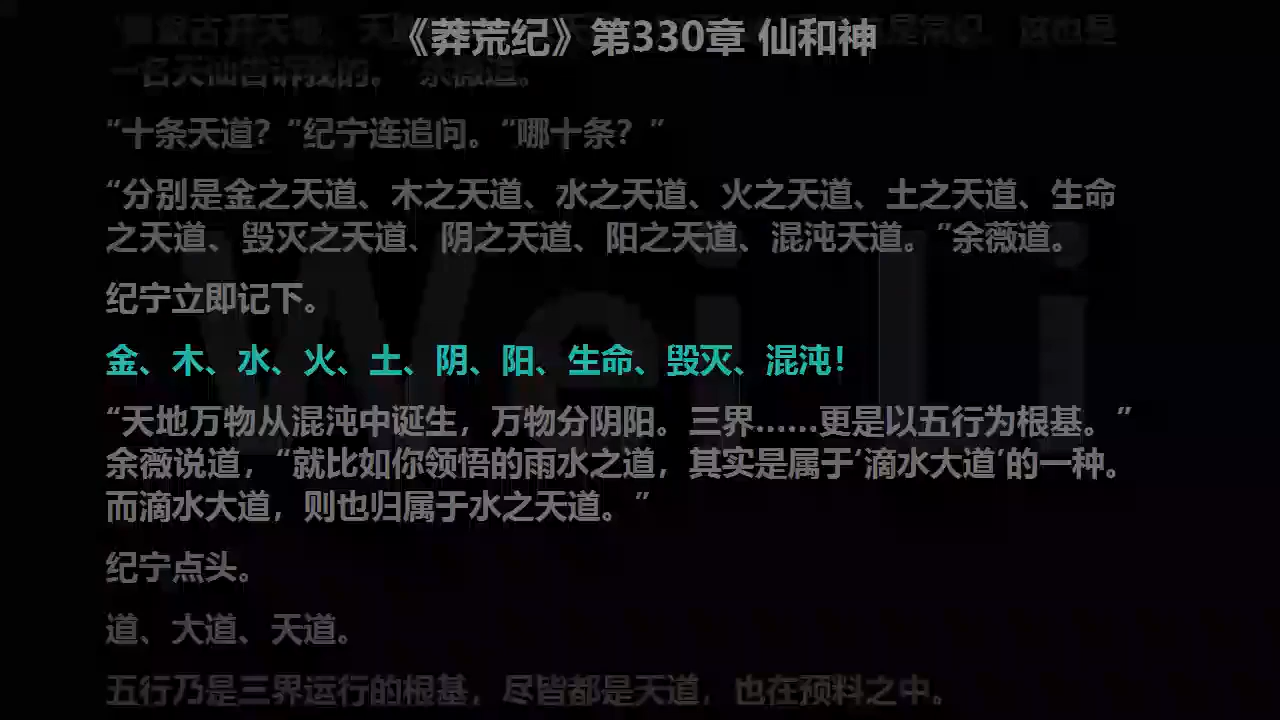 《莽荒纪》第330章 仙和神
一名天仙告诉我的。”余薇道。
“十条天道？”纪宁连追问。“哪十条？”
“分别是金之天道、木之天道、水之天道、火之天道、土之天道、生命
之天道、毁灭之天道、阴之天道、阳之天道、混沌天道。”余薇道。
纪宁立即记下。
金、木、水、火、土、阴、阳、生命、毁灭、混沌！
“天地万物从混沌中诞生，万物分阴阳。三界……更是以五行为根基。”
余薇说道，“就比如你领悟的雨水之道，其实是属于‘滴水大道’的一种。
而滴水大道，则也归属于水之天道。”
纪宁点头。
道、大道、天道。
五行乃是三界运行的根基，尽皆都是天道，也在预料之中。
Wei Li